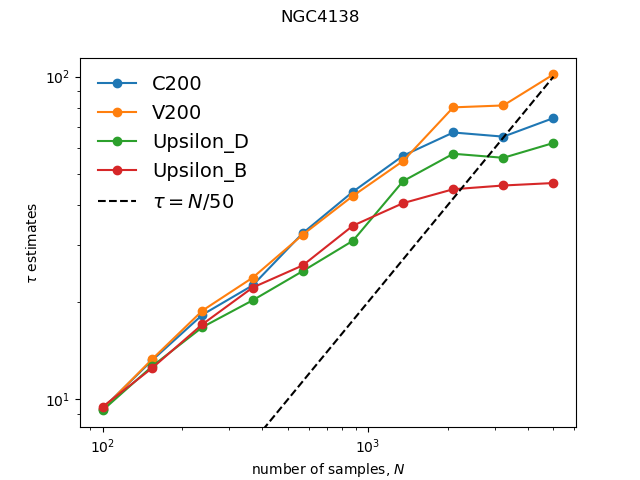 NGC4138
C200
V200
Upsilon_D
Upsilon_B
τ = N/50
10²
10¹
τ estimates
10²
10³
number of samples, N